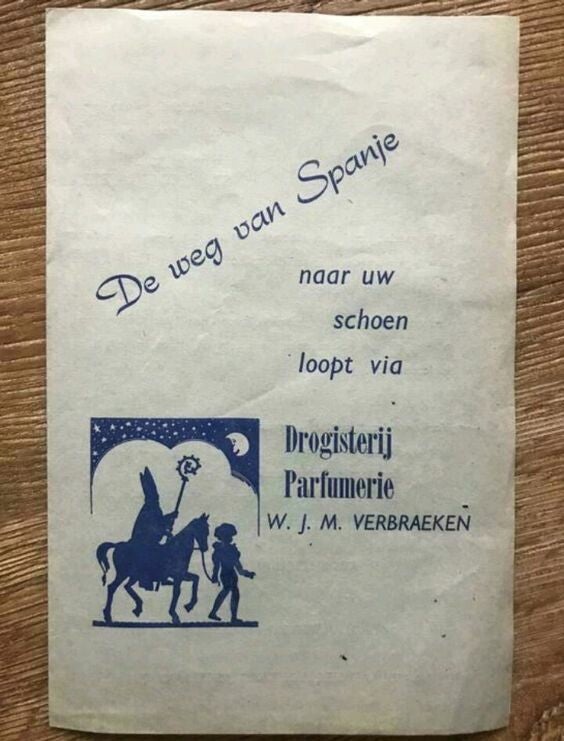 De weg van Spanje
naar uw
schoen
loopt via
Drogisterij
Parfumerie
W. J. M. VERBRAEKEN